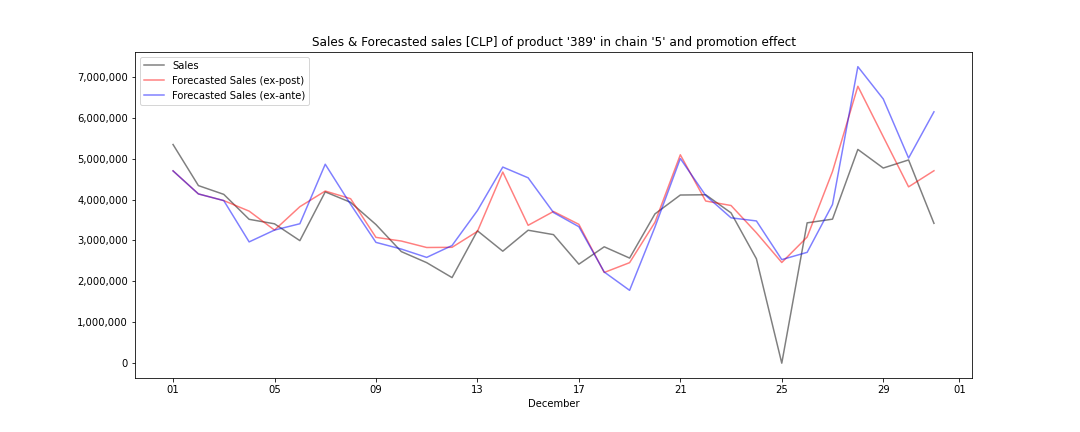 Sales & Forecasted sales [CLP] of product '389' in chain '5' and promotion effect
Sales
Forecasted Sales (ex-post)
Forecasted Sales (ex-ante)
7,000,000
6,000,000
5,000,000
4,000,000
3,000,000
2,000,000
1,000,000
0
01 05 09 13 17 21 25 29 01
December